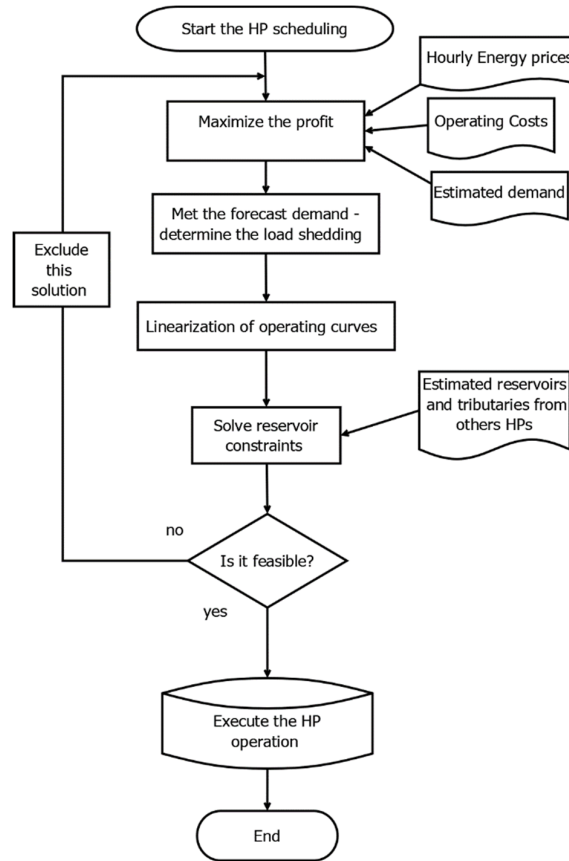 Start the HP scheduling
Hourly Energy prices
Maximize the profit
Operating Costs
Estimated demand
Met the forecast demand -
determine the load shedding
Exclude
this
solution
Linearization of operating curves
Estimated reservoirs
and tributaries from
others HPs
Solve reservoir
constraints
no
Is it feasible?
yes
Execute the HP
operation
End